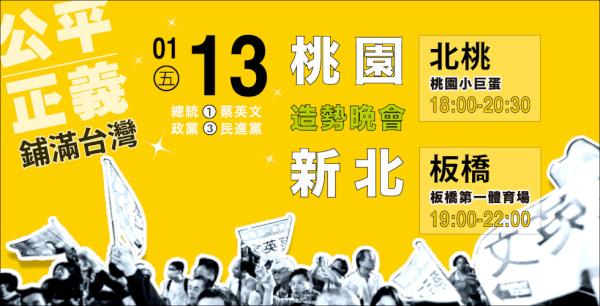 公平
正義
鋪滿台灣
01
五
13
總統①蔡英文
政黨③民進黨
桃園
造勢晚會
新北
北桃
桃園小巨蛋
18:00-20:30
板橋
板橋第一體育場
19:00-22:00